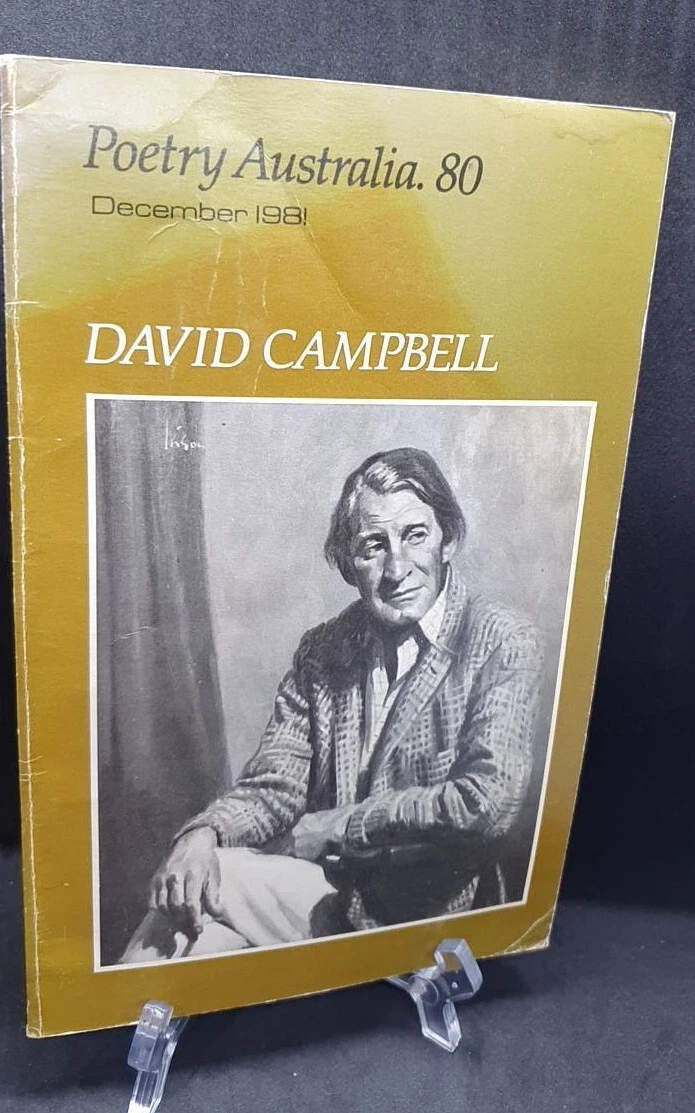 Poetry Australia. 80
December 1981
DAVID CAMPBELL